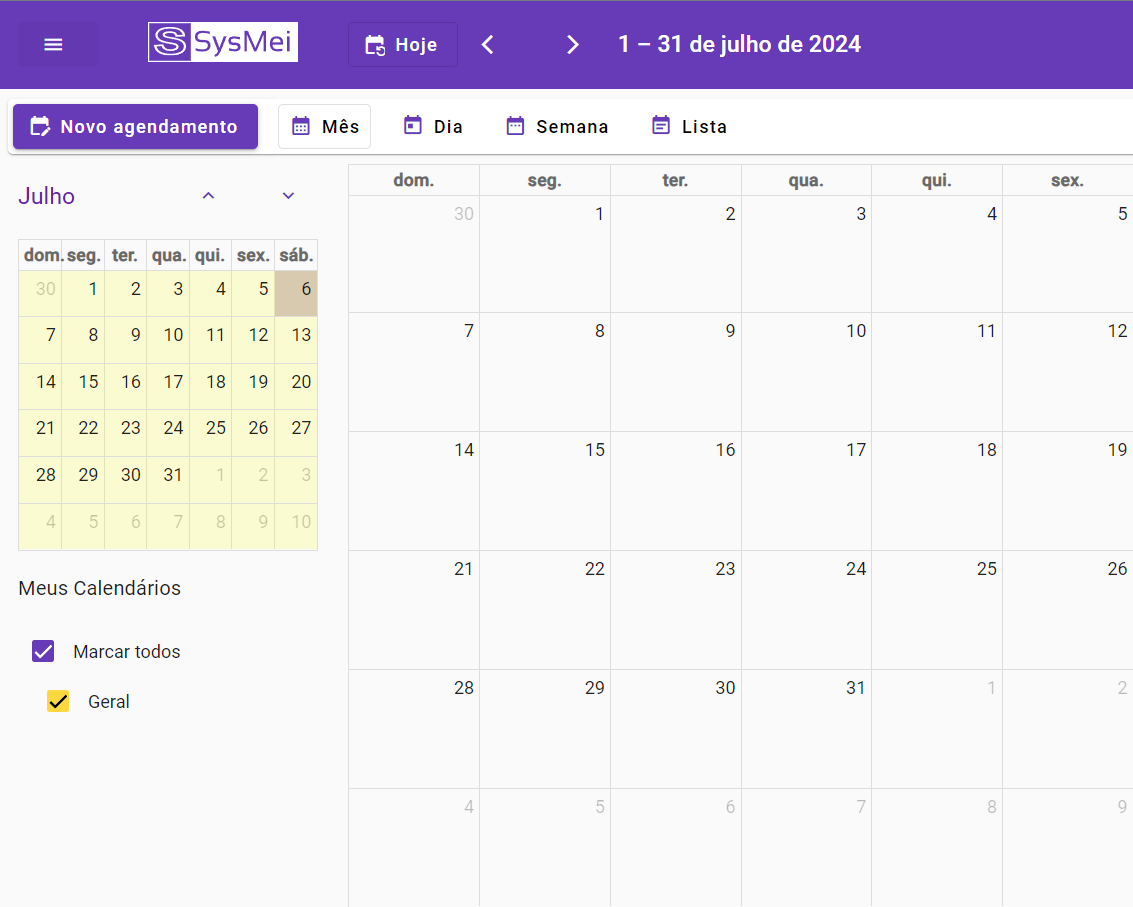 SysMei Hoje 1 – 31 de julho de 2024
Novo agendamento Mês Dia Semana Lista
Julho
dom. seg. ter. qua. qui. sex. sáb.
30 1 2 3 4 5 6
7 8 9 10 11 12 13
14 15 16 17 18 19 20
21 22 23 24 25 26 27
28 29 30 31 1 2 3
4 5 6 7 8 9 10
Meus Calendários
Marcar todos
Geral
dom. seg. ter. qua. qui. sex.
30 1 2 3 4 5
7 8 9 10 11 12
14 15 16 17 18 19
21 22 23 24 25 26
28 29 30 31 1 2
4 5 6 7 8 9